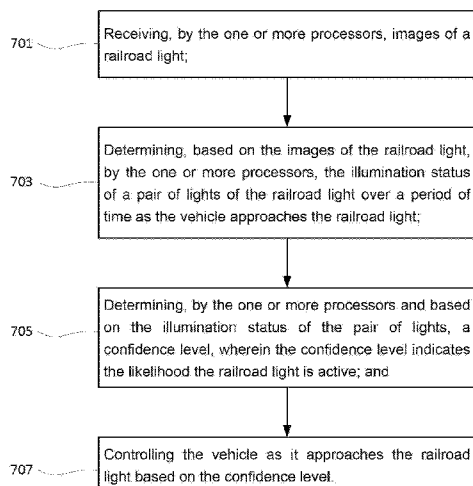 701
Receiving, by the one or more processors, images of a
railroad light;
703
Determining, based on the images of the railroad light,
by the one or more processors, the illumination status
of a pair of lights of the railroad light over a period of
time as the vehicle approaches the railroad light;
705
Determining, by the one or more processors and based
on the illumination status of the pair of lights, a
confidence level, wherein the confidence level indicates
the likelihood the railroad light is active; and
707
Controlling the vehicle as it approaches the railroad
light based on the confidence level.